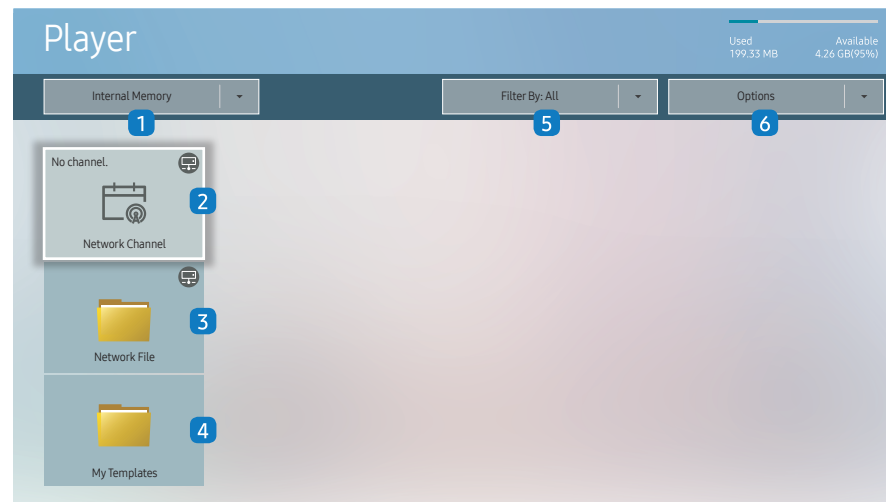 Player
Used Available
199.33 MB 4.26 GB(95%)
Internal Memory
Filter By: All
Options
1
5
6
No channel.
2
Network Channel
3
Network File
4
My Templates